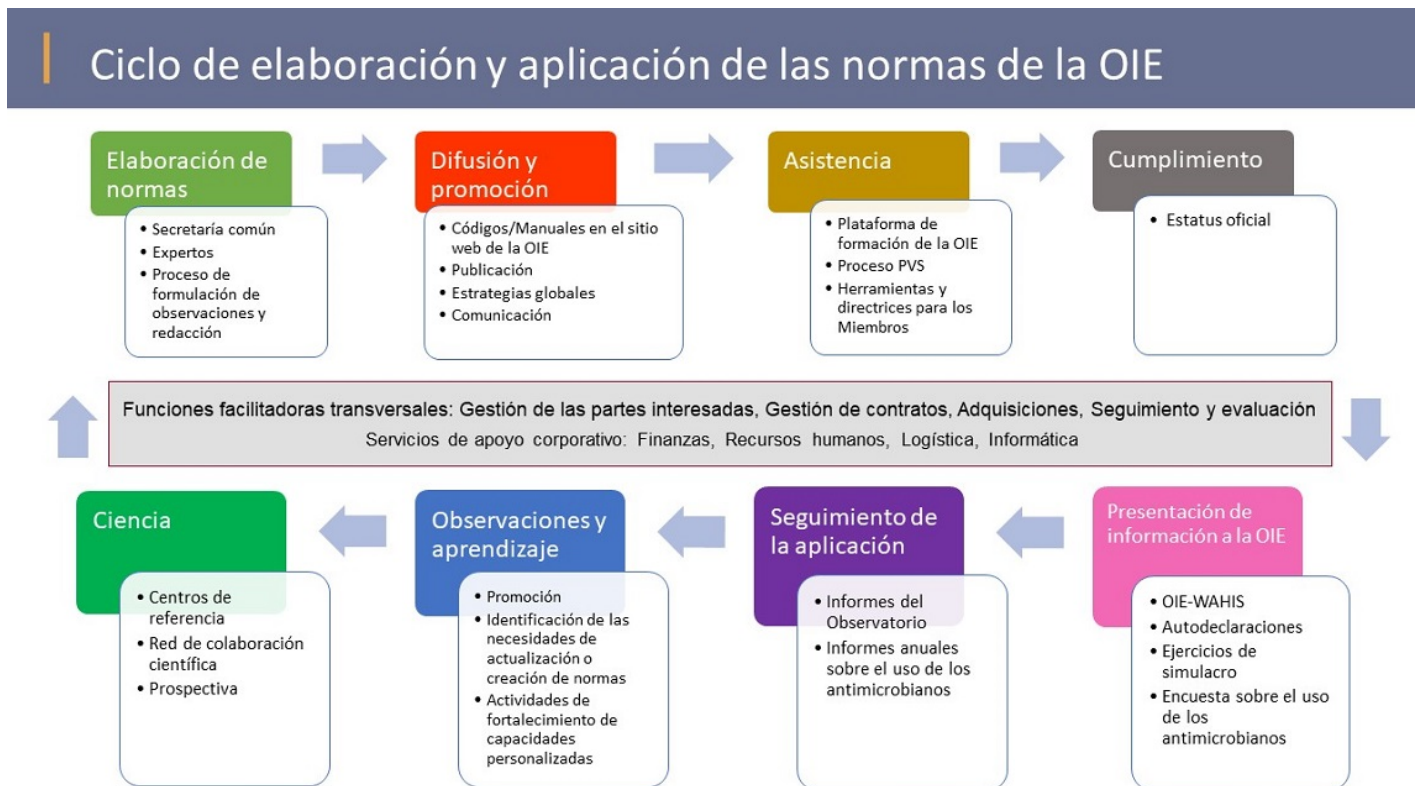 Ciclo de elaboración y aplicación de las normas de la OIE
Elaboración de
normas
• Secretaría común
• Expertos
• Proceso de
formulación de
observaciones y
redacción
Difusión y
promoción
• Códigos/Manuales en el sitio
web de la OIE
• Publicación
• Estrategias globales
• Comunicación
Asistencia
• Plataforma de
formación de la OIE
• Proceso PVS
• Herramientas y
directrices para los
Miembros
Cumplimiento
• Estatus oficial
Funciones facilitadoras transversales: Gestión de las partes interesadas, Gestión de contratos, Adquisiciones, Seguimiento y evaluación
Servicios de apoyo corporativo: Finanzas, Recursos humanos, Logística, Informática
Ciencia
• Centros de
referencia
• Red de colaboración
científica
• Prospectiva
Observaciones y
aprendizaje
• Promoción
• Identificación de las
necesidades de
actualización o
creación de normas
• Actividades de
fortalecimiento de
capacidades
personalizadas
Seguimiento de
la aplicación
• Informes del
Observatorio
• Informes anuales
sobre el uso de los
antimicrobianos
Presentación de
información a la OIE
• OIE-WAHIS
• Autodeclaraciones
• Ejercicios de
simulacro
• Encuesta sobre el uso
de los
antimicrobianos